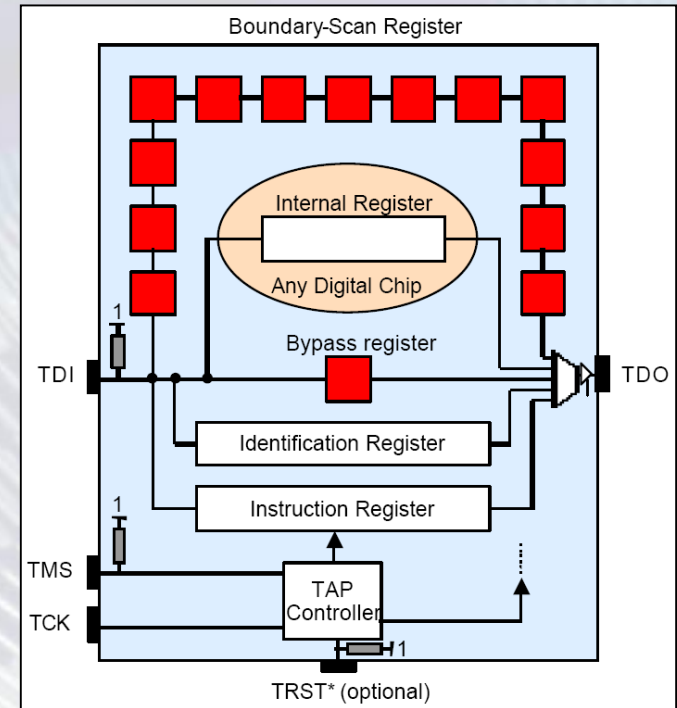 Boundary-Scan Register
Internal Register
Any Digital Chip
1
Bypass register
TDI
TDO
Identification Register
1
Instruction Register
TMS
TAP
Controller
TCK
1
TRST* (optional)